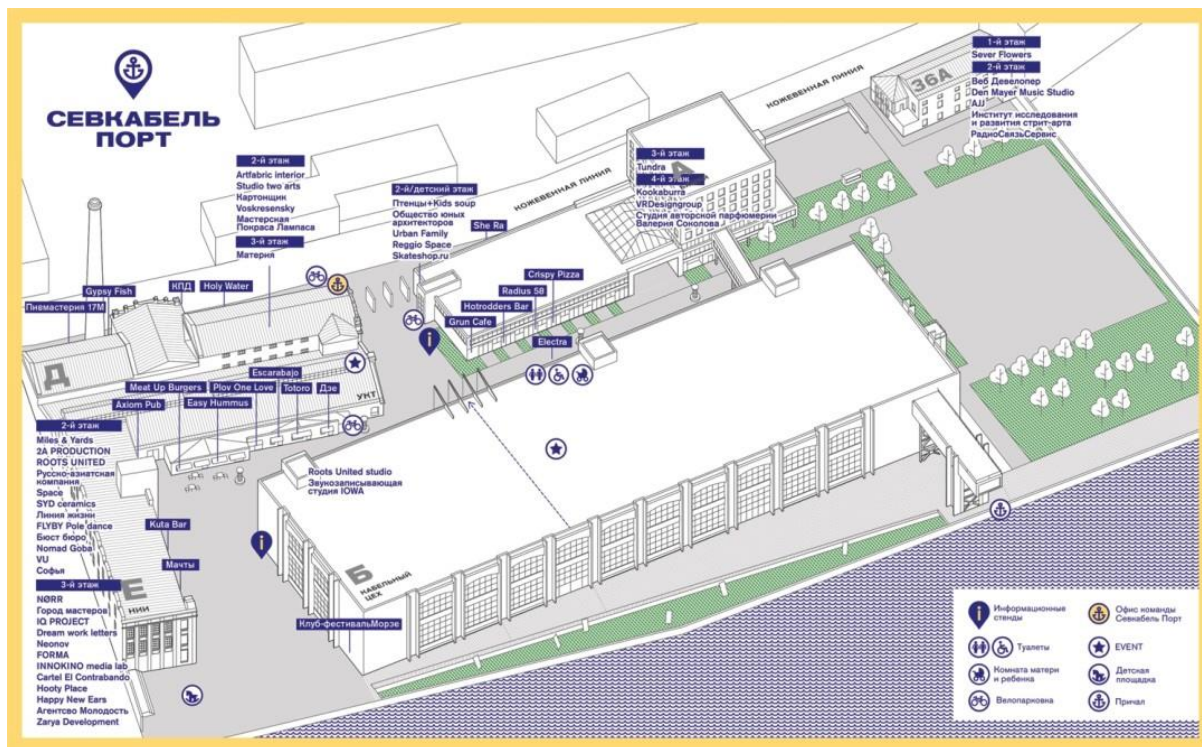 СЕВКАБЕЛЬ
ПОРТ
2-й этаж
Artfabric interior
Studio two arts
Картонщик
Voskresensky
Мастерская
Покраса Лампаса
3-й этаж
Материя
2-й/детский этаж
Птенцы+Kids soup
Общество юных
архитекторов
Urban Family
Reggio Space
Skateshop.ru
КОЖЕВЕННАЯ ЛИНИЯ
She Ra
3-й этаж
Tundra
4-й этаж
Kookaburra
VRDesigngroup
Студия авторской парфюмерии
Валерия Соколова
А
КОЖЕВЕННАЯ ЛИНИЯ
36А
1-й этаж
Sever Flowers
2-й этаж
Веб Девелопер
Den Mayer Music Studio
AJJ
Институт исследования
и развития стрит-арта
РадиоСвязьСервис
Gypsy Fish
КПД
Holy Water
Пнемастерия 17М
Д
Crispy Pizza
Radius 58
Hotrodders Bar
Grun Cafe
Electra
Escarabajo
Meat Up Burgers
Plov One Love
Totoro
Дзе
Axiom Pub
Easy Hummus
УНТ
2-й этаж
Miles & Yards
2A PRODUCTION
ROOTS UNITED
Русско-азиатская
компания
Space
SYD ceramics
Линия жизни
FLYBY Pole dance
Бюст бюро
Nomad Goba
VU
Софья
3-й этаж
NØRR
Город мастеров
IQ PROJECT
Dream work letters
Neonov
FORMA
INNOKINO media lab
Cartel El Contrabando
Hooty Place
Happy New Ears
Агентсво Молодость
Zarya Development
Kuta Bar
Мачты
Е
НИИ
Roots United studio
Звукозаписывающая
студия IOWA
Б
КАБЕЛЬНЫЙ
ЦЕХ
Клуб-фестивальМорзе
i
i
Информационные
стенды
Туалеты
Комната матери
и ребенка
Велопарковка
Офис команды
Севкабель Порт
EVENT
Детская
площадка
Причал